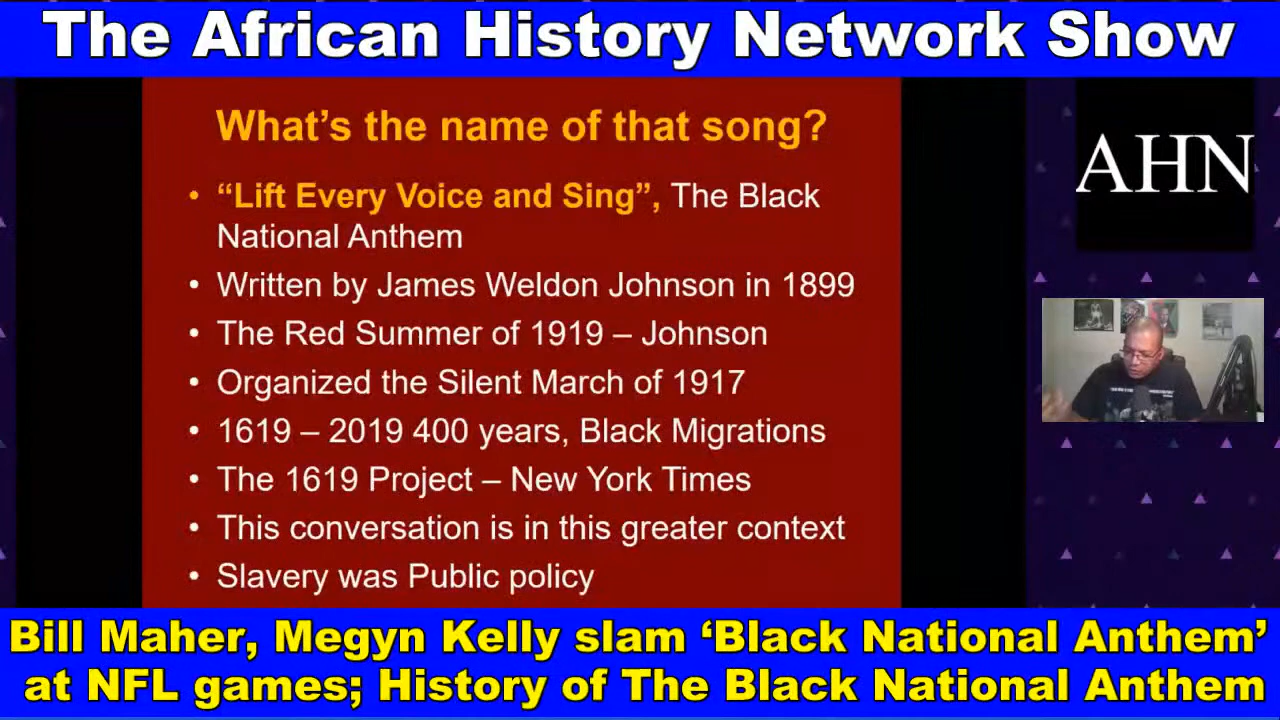 The African History Network Show
What's the name of that song?
• “Lift Every Voice and Sing”, The Black
National Anthem
• Written by James Weldon Johnson in 1899
• The Red Summer of 1919 – Johnson
• Organized the Silent March of 1917
• 1619 – 2019 400 years, Black Migrations
• The 1619 Project – New York Times
• This conversation is in this greater context
• Slavery was Public policy
AHN
Bill Maher, Megyn Kelly slam ‘Black National Anthem’
at NFL games; History of The Black National Anthem